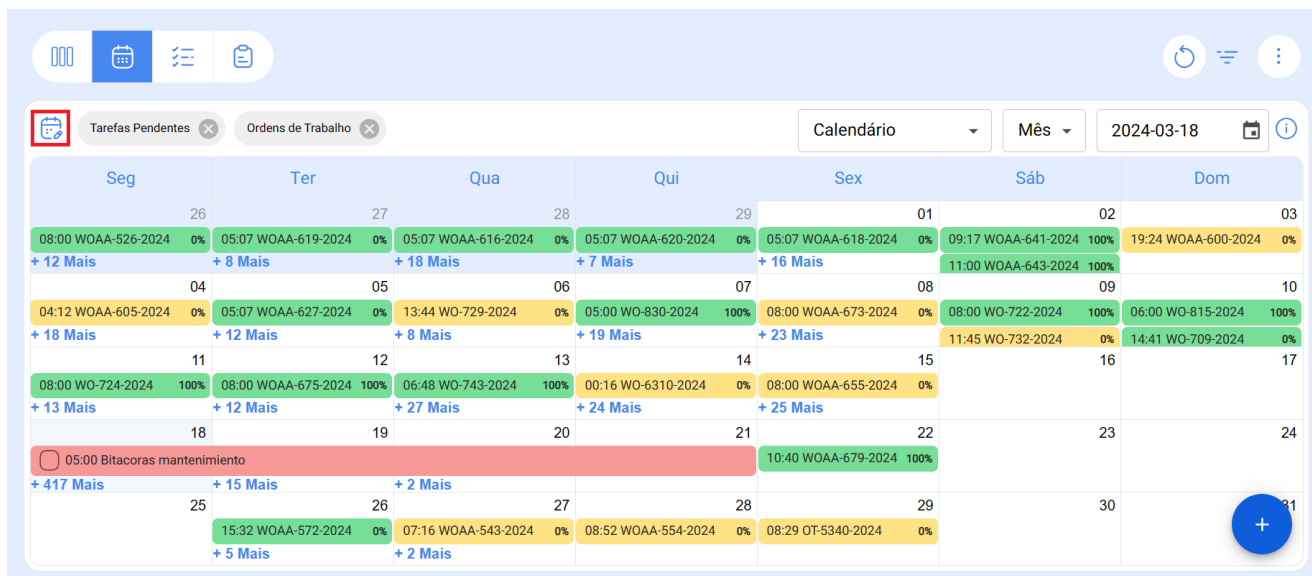 Tarefas Pendentes Ordens de Trabalho Calendário Mês 2024-03-18
Seg Ter Qua Qui Sex Sáb Dom
26 27 28 29 01 02 03
08:00 WOAA-526-2024 0% 05:07 WOAA-619-2024 0% 05:07 WOAA-616-2024 0% 05:07 WOAA-620-2024 0% 05:07 WOAA-618-2024 0% 09:17 WOAA-641-2024 100% 19:24 WOAA-600-2024 0%
+ 12 Mais + 8 Mais + 18 Mais + 7 Mais + 16 Mais 11:00 WOAA-643-2024 100%
04 05 06 07 08 09 10
04:12 WOAA-605-2024 0% 05:07 WOAA-627-2024 0% 13:44 WO-729-2024 0% 05:00 WO-830-2024 100% 08:00 WOAA-673-2024 0% 08:00 WO-722-2024 100% 06:00 WO-815-2024 100%
+ 18 Mais + 12 Mais + 8 Mais + 19 Mais + 23 Mais 11:45 WO-732-2024 0% 14:41 WO-709-2024 0%
11 12 13 14 15 16 17
08:00 WO-724-2024 100% 08:00 WOAA-675-2024 100% 06:48 WO-743-2024 100% 00:16 WO-6310-2024 0% 08:00 WOAA-655-2024 0%
+ 13 Mais + 12 Mais + 27 Mais + 24 Mais + 25 Mais
18 19 20 21 22 23 24
05:00 Bitacoras mantenimiento 10:40 WOAA-679-2024 100%
+ 417 Mais + 15 Mais + 2 Mais
25 26 27 28 29 30 31
15:32 WOAA-572-2024 0% 07:16 WOAA-543-2024 0% 08:52 WOAA-554-2024 0% 08:29 OT-5340-2024 0%
+ 5 Mais + 2 Mais